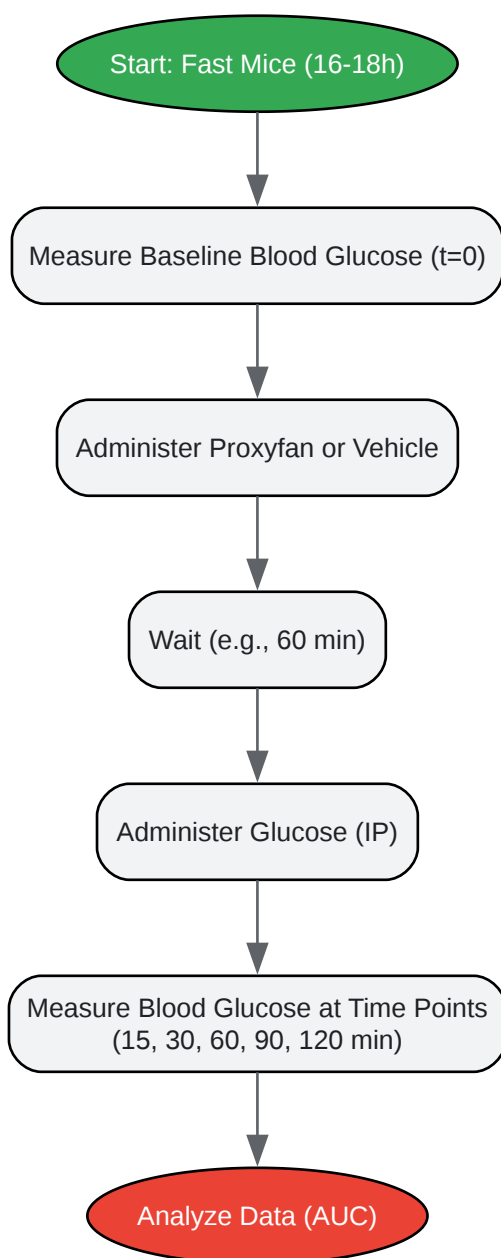 Start: Fast Mice (16-18h)
Measure Baseline Blood Glucose (t=0)
Administer Proxyfan or Vehicle
Wait (e.g., 60 min)
Administer Glucose (IP)
Measure Blood Glucose at Time Points
(15, 30, 60, 90, 120 min)
Analyze Data (AUC)